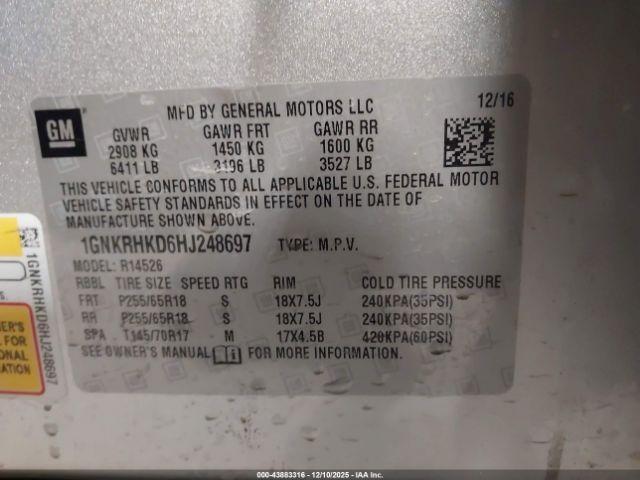 GM
MFD BY GENERAL MOTORS LLC
12/16
GVWR GAWR FRT GAWR RR
2908 KG 1450 KG 1600 KG
6411 LB 3196 LB 3527 LB
THIS VEHICLE CONFORMS TO ALL APPLICABLE U.S. FEDERAL MOTOR
VEHICLE SAFETY STANDARDS IN EFFECT ON THE DATE OF
MANUFACTURE SHOWN ABOVE.
1GNKRHKD6HJ248697 TYPE: M.P.V.
MODEL: R14526
RBBL TIRE SIZE SPEED RTG RIM COLD TIRE PRESSURE
FRT P255/65R18 S 18X7.5J 240KPA(35PSI)
RR P255/65R18 S 18X7.5J 240KPA(35PSI)
SPA T145/70R17 M 17X4.5B 420KPA(60PSI)
SEE OWNER'S MANUAL FOR MORE INFORMATION.
1GNKRHKD6HJ248697
ER'S
FOR
ONAL
ION
000-43883316 - 12/10/2025 - IAA Inc.